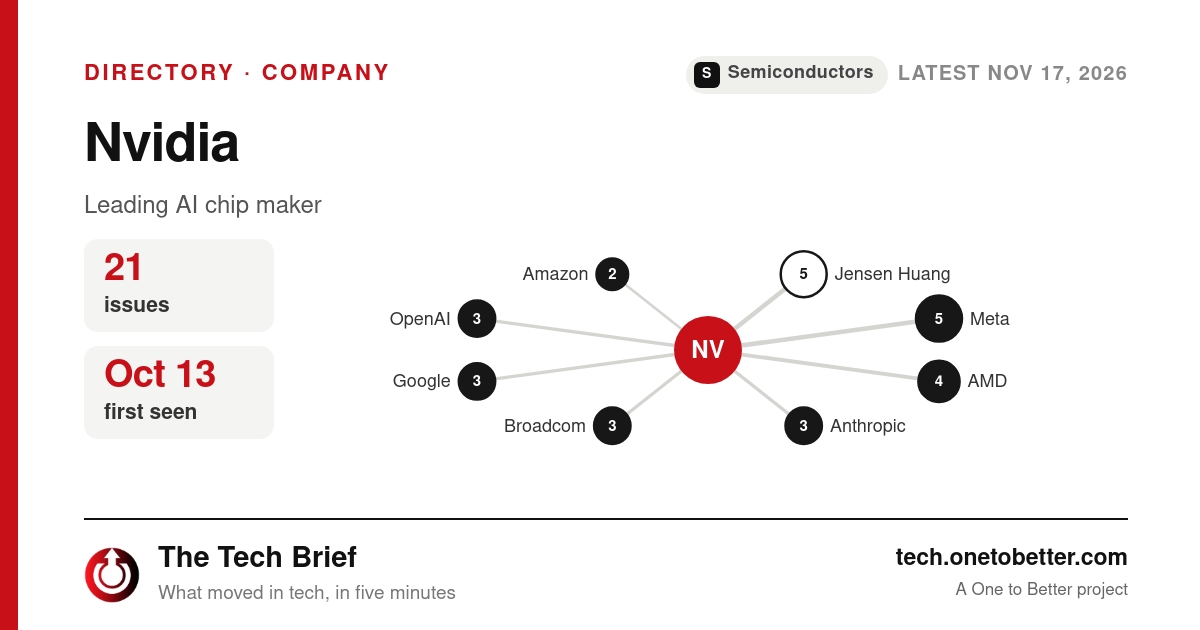 DIRECTORY · COMPANY
S Semiconductors LATEST NOV 17, 2026
Nvidia
Leading AI chip maker
21
issues
Oct 13
first seen
Amazon 2
5 Jensen Huang
OpenAI 3
5 Meta
NV
Google 3
4 AMD
Broadcom 3
3 Anthropic
The Tech Brief
What moved in tech, in five minutes
tech.onetobetter.com
A One to Better project